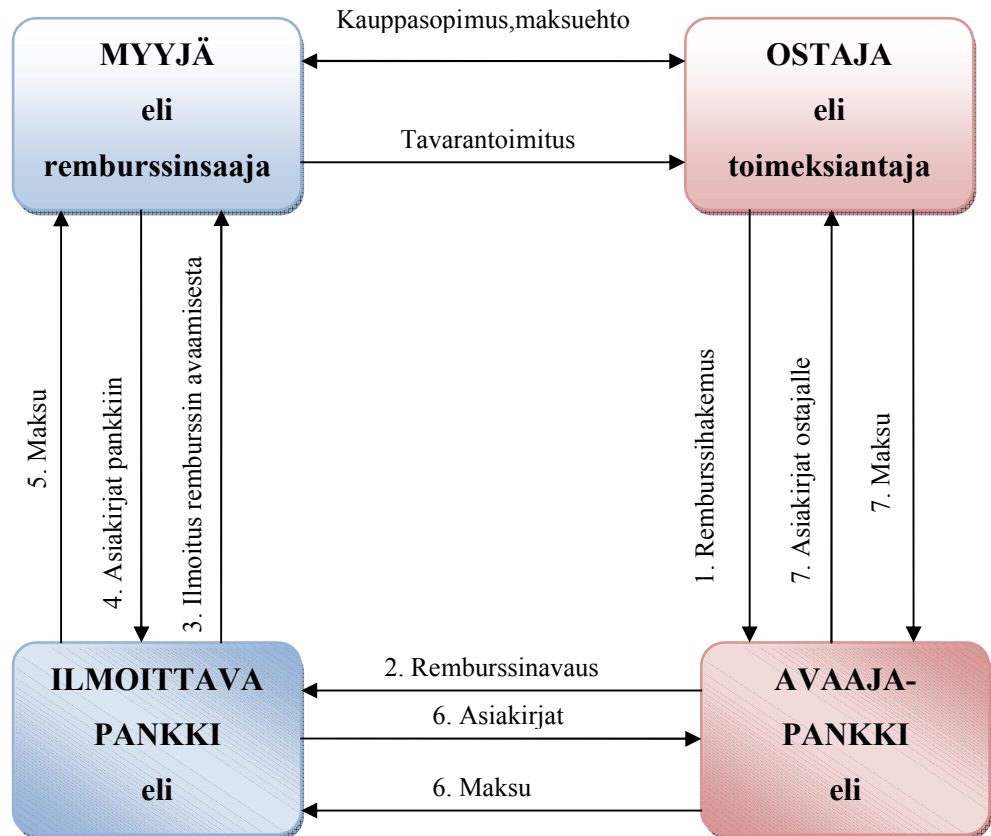 Kauppasopimus,maksuehto
MYYJÄ
eli
remburssinsaaja
OSTAJA
eli
toimeksiantaja
Tavarantoimitus
5. Maksu
4. Asiakirjat pankkiin
3. Ilmoitus remburssin avaamisesta
1. Remburssihakemus
7. Asiakirjat ostajalle
7. Maksu
ILMOITTAVA
PANKKI
eli
2. Remburssinavaus
6. Asiakirjat
6. Maksu
AVAAJA-
PANKKI
eli